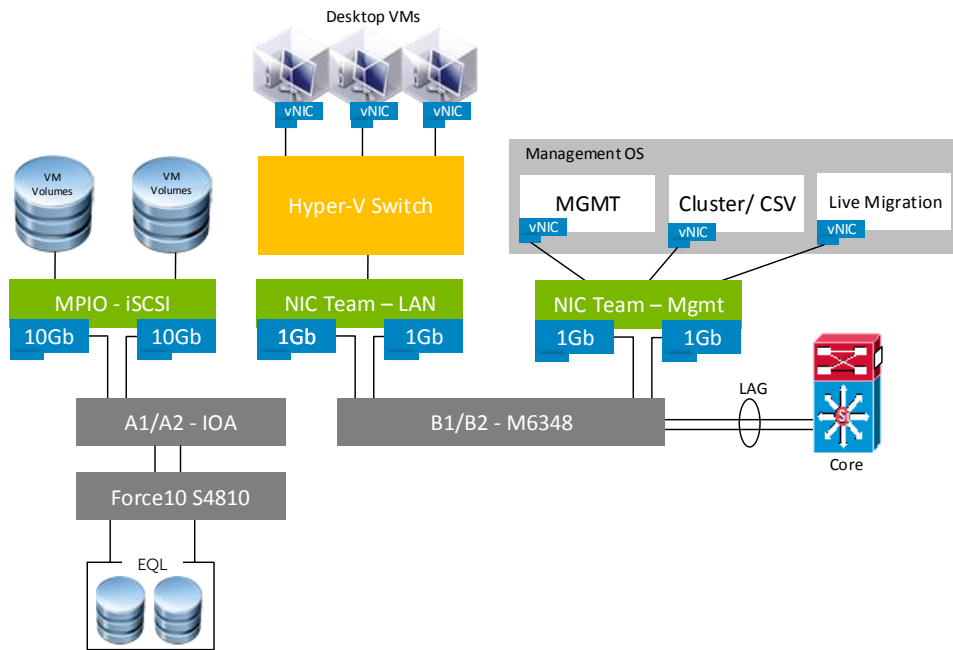 Desktop VMs
vNIC
vNIC
vNIC
Management OS
VM
Volumes
VM
Volumes
Hyper-V Switch
MGMT
Cluster/ CSV
Live Migration
vNIC
vNIC
vNIC
MPIO - iSCSI
NIC Team – LAN
NIC Team – Mgmt
10Gb
10Gb
1Gb
1Gb
1Gb
1Gb
LAG
A1/A2 - IOA
B1/B2 - M6348
Si
Core
Force10 S4810
EQL